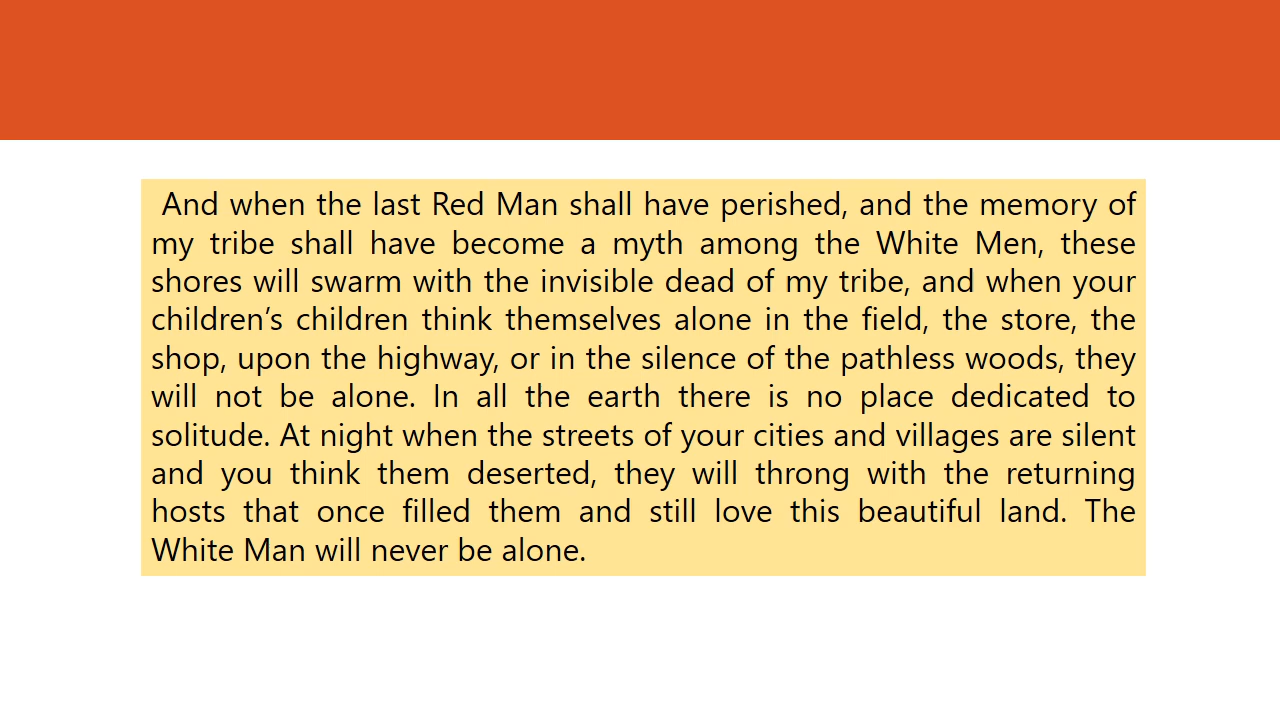 And when the last Red Man shall have perished, and the memory of
my tribe shall have become a myth among the White Men, these
shores will swarm with the invisible dead of my tribe, and when your
children’s children think themselves alone in the field, the store, the
shop, upon the highway, or in the silence of the pathless woods, they
will not be alone. In all the earth there is no place dedicated to
solitude. At night when the streets of your cities and villages are silent
and you think them deserted, they will throng with the returning
hosts that once filled them and still love this beautiful land. The
White Man will never be alone.